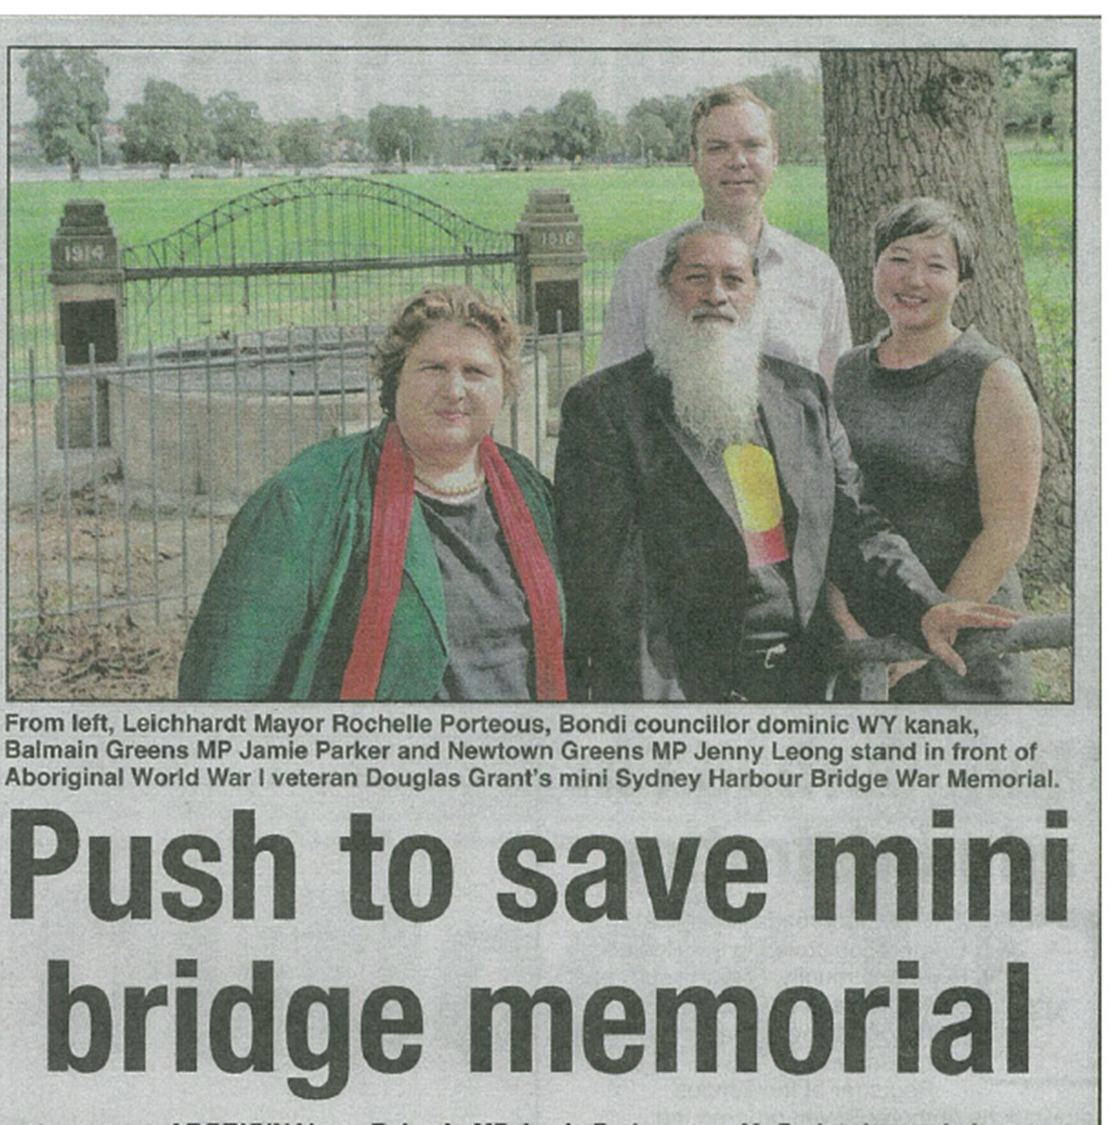 1914
1918
From left, Leichhardt Mayor Rochelle Porteous, Bondi councillor dominic WY kanak,
Balmain Greens MP Jamie Parker and Newtown Greens MP Jenny Leong stand in front of
Aboriginal World War I veteran Douglas Grant's mini Sydney Harbour Bridge War Memorial.
Push to save mini
bridge memorial